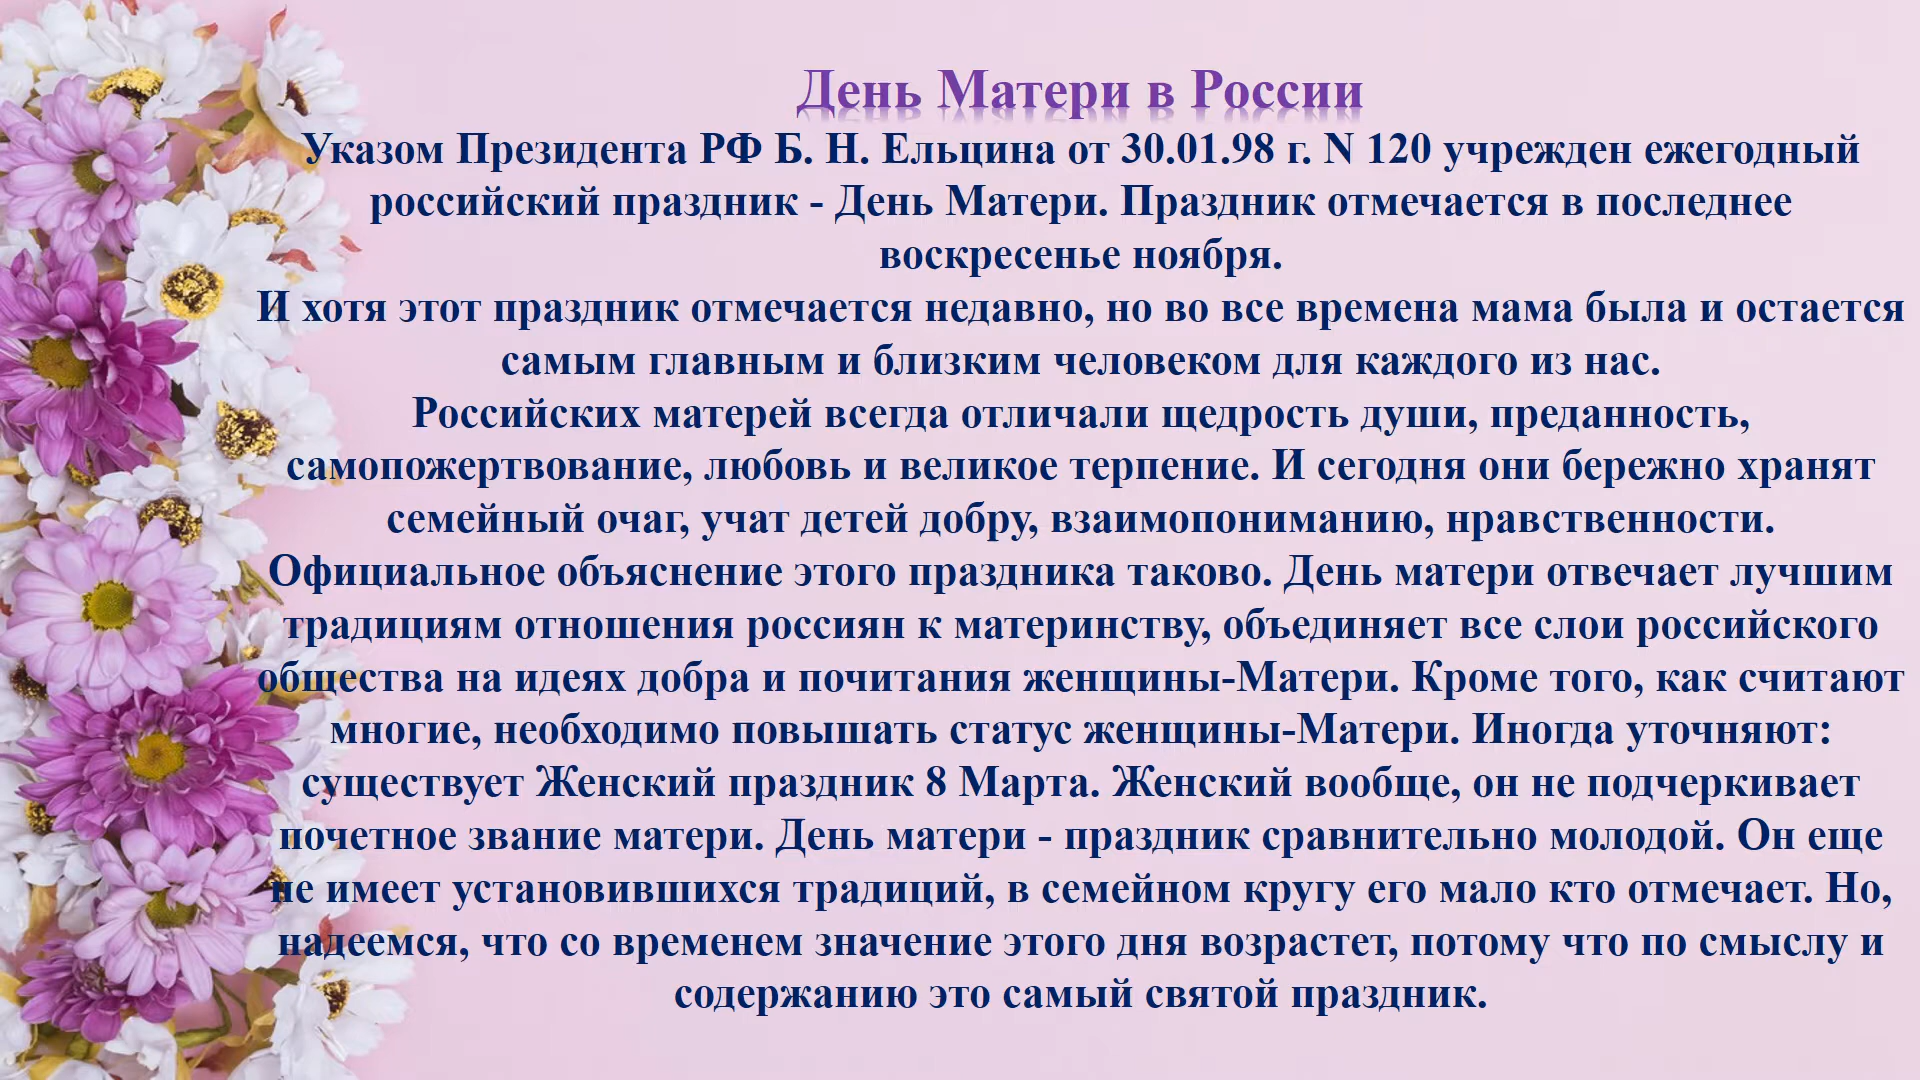 День Матери в России
Указом Президента РФ Б. Н. Ельцина от 30.01.98 г. N 120 учрежден ежегодный
российский праздник - День Матери. Праздник отмечается в последнее
воскресенье ноября.
И хотя этот праздник отмечается недавно, но во все времена мама была и остается
самым главным и близким человеком для каждого из нас.
Российских матерей всегда отличали щедрость души, преданность,
самопожертвование, любовь и великое терпение. И сегодня они бережно хранят
семейный очаг, учат детей добру, взаимопониманию, нравственности.
Официальное объяснение этого праздника таково. День матери отвечает лучшим
традициям отношения россиян к материнству, объединяет все слои российского
общества на идеях добра и почитания женщины-Матери. Кроме того, как считают
многие, необходимо повышать статус женщины-Матери. Иногда уточняют:
существует Женский праздник 8 Марта. Женский вообще, он не подчеркивает
почетное звание матери. День матери - праздник сравнительно молодой. Он еще
не имеет установившихся традиций, в семейном кругу его мало кто отмечает. Но,
надеемся, что со временем значение этого дня возрастет, потому что по смыслу и
содержанию это самый святой праздник.